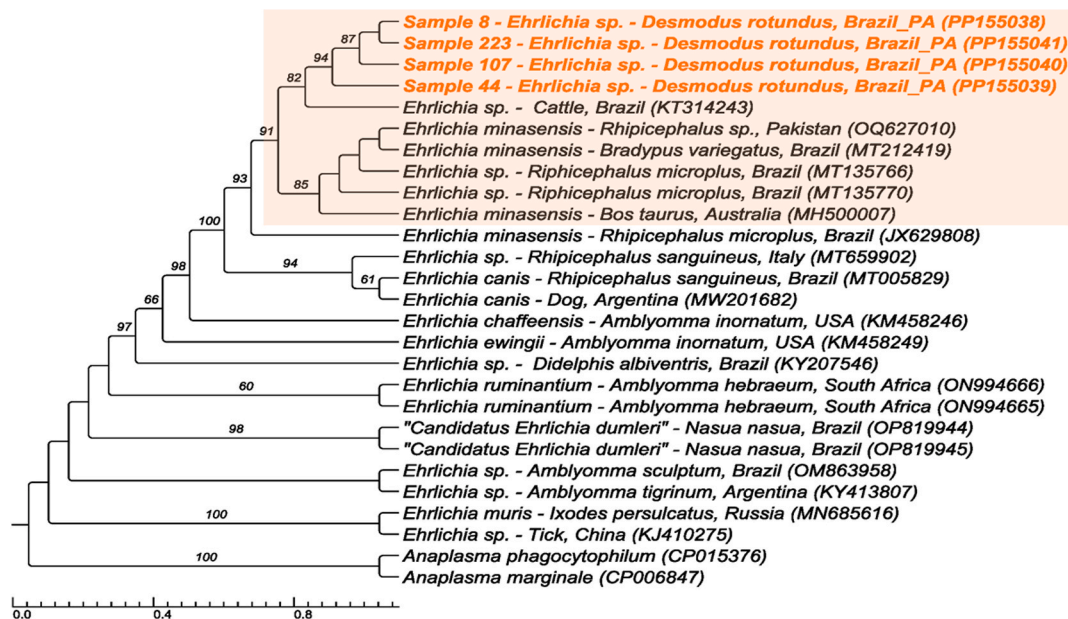 Sample 8 - Ehrlichia sp. - Desmodus rotundus, Brazil_PA (PP155038)
87
Sample 223 - Ehrlichia sp. - Desmodus rotundus, Brazil_PA (PP155041)
94
Sample 107 - Ehrlichia sp. - Desmodus rotundus, Brazil_PA (PP155040)
82
Sample 44 - Ehrlichia sp. - Desmodus rotundus, Brazil_PA (PP155039)
Ehrlichia sp. - Cattle, Brazil (KT314243)
91
Ehrlichia minasensis - Rhipicephalus sp., Pakistan (OQ627010)
Ehrlichia minasensis - Bradypus variegatus, Brazil (MT212419)
Ehrlichia sp. - Riphicephalus microplus, Brazil (MT135766)
93
85
Ehrlichia sp. - Riphicephalus microplus, Brazil (MT135770)
Ehrlichia minasensis - Bos taurus, Australia (MH500007)
100
Ehrlichia minasensis - Rhipicephalus microplus, Brazil (JX629808)
Ehrlichia sp. - Rhipicephalus sanguineus, Italy (MT659902)
98
94
61
Ehrlichia canis - Rhipicephalus sanguineus, Brazil (MT005829)
Ehrlichia canis - Dog, Argentina (MW201682)
66
Ehrlichia chaffeensis - Amblyomma inornatum, USA (KM458246)
97
Ehrlichia ewingii - Amblyomma inornatum, USA (KM458249)
Ehrlichia sp. - Didelphis albiventris, Brazil (KY207546)
60
Ehrlichia ruminantium - Amblyomma hebraeum, South Africa (ON994666)
Ehrlichia ruminantium - Amblyomma hebraeum, South Africa (ON994665)
98
"Candidatus Ehrlichia dumleri" - Nasua nasua, Brazil (OP819944)
"Candidatus Ehrlichia dumleri" - Nasua nasua, Brazil (OP819945)
Ehrlichia sp. - Amblyomma sculptum, Brazil (OM863958)
Ehrlichia sp. - Amblyomma tigrinum, Argentina (KY413807)
100
Ehrlichia muris - Ixodes persulcatus, Russia (MN685616)
Ehrlichia sp. - Tick, China (KJ410275)
100
Anaplasma phagocytophilum (CP015376)
Anaplasma marginale (CP006847)
0.0 0.4 0.8